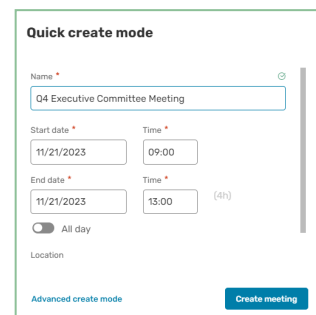 Quick create mode
Name *
Q4 Executive Committee Meeting
Start date * Time *
11/21/2023 09:00
End date * Time *
11/21/2023 13:00 (4h)
All day
Location
Advanced create mode Create meeting